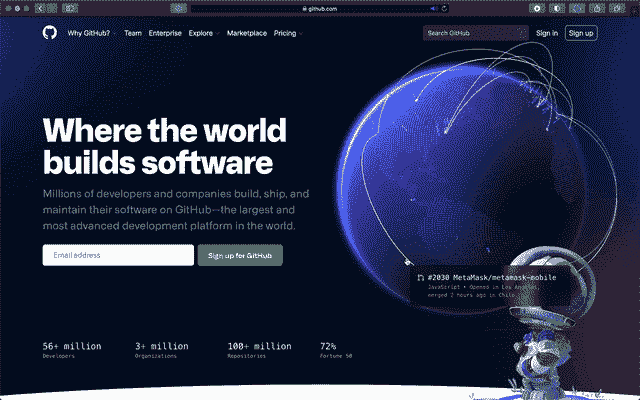 github.com
Why GitHub?
Team
Enterprise
Explore
Marketplace
Pricing
Search GitHub
Sign in
Sign up
Where the world
builds software
Millions of developers and companies build, ship, and
maintain their software on GitHub—the largest and
most advanced development platform in the world.
Email address
Sign up for GitHub
#2030 MetaMask/metamask-mobile
JavaScript • Opened in Los Angeles,
merged 2 hours ago in Chile
56+ million
Developers
3+ million
Organizations
100+ million
Repositories
72%
Fortune 50